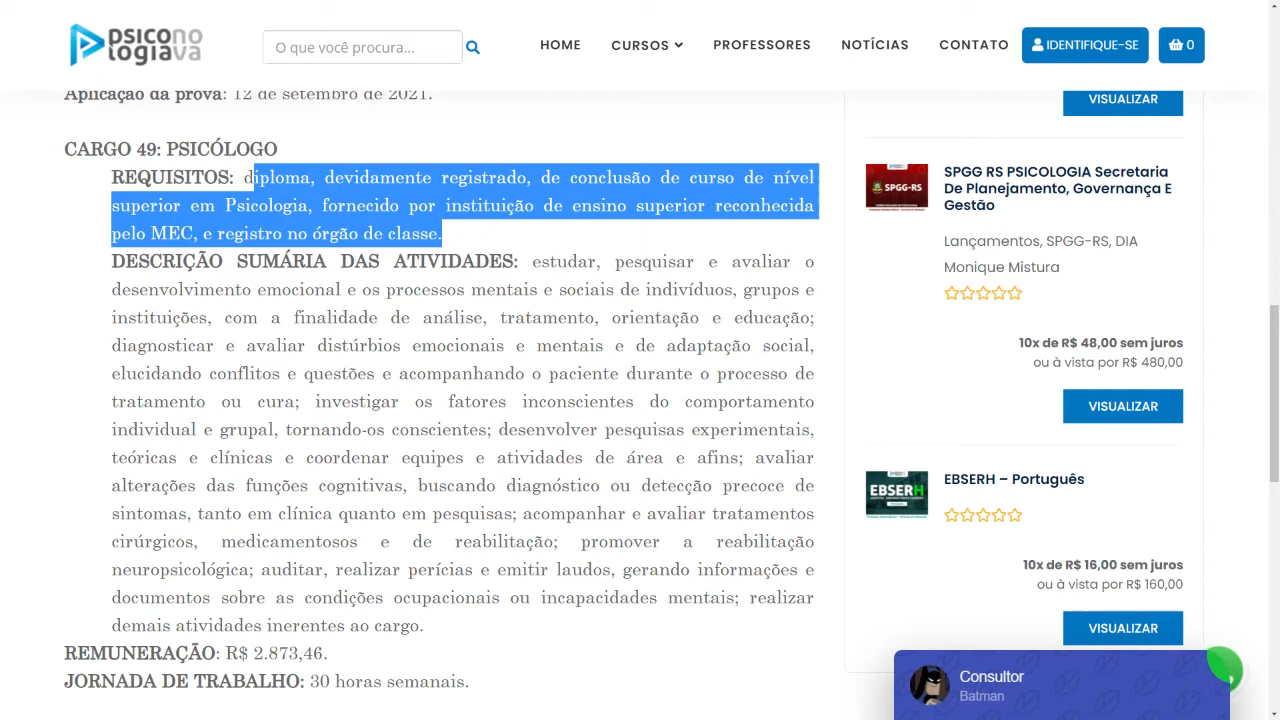 psicono
logiava
O que você procura...
HOME
CURSOS
PROFESSORES
NOTÍCIAS
CONTATO
IDENTIFIQUE-SE
0
Aplicação da prova: 12 de setembro de 2021.
CARGO 49: PSICÓLOGO
REQUISITOS: diploma, devidamente registrado, de conclusão de curso de nível
superior em Psicologia, fornecido por instituição de ensino superior reconhecida
pelo MEC, e registro no órgão de classe.
DESCRIÇÃO SUMÁRIA DAS ATIVIDADES: estudar, pesquisar e avaliar o
desenvolvimento emocional e os processos mentais e sociais de indivíduos, grupos e
instituições, com a finalidade de análise, tratamento, orientação e educação;
diagnosticar e avaliar distúrbios emocionais e mentais e de adaptação social,
elucidando conflitos e questões e acompanhando o paciente durante o processo de
tratamento ou cura; investigar os fatores inconscientes do comportamento
individual e grupal, tornando-os conscientes; desenvolver pesquisas experimentais,
teóricas e clínicas e coordenar equipes e atividades de área e afins; avaliar
alterações das funções cognitivas, buscando diagnóstico ou detecção precoce de
sintomas, tanto em clínica quanto em pesquisas; acompanhar e avaliar tratamentos
cirúrgicos, medicamentosos e de reabilitação; promover a reabilitação
neuropsicológica; auditar, realizar perícias e emitir laudos, gerando informações e
documentos sobre as condições ocupacionais ou incapacidades mentais; realizar
demais atividades inerentes ao cargo.
REMUNERAÇÃO: R$ 2.873,46.
JORNADA DE TRABALHO: 30 horas semanais.
VISUALIZAR
SPGG-RS
SPGG RS PSICOLOGIA Secretaria
De Planejamento, Governança E
Gestão
Lançamentos, SPGG-RS, DIA
Monique Mistura
10x de R$ 48,00 sem juros
ou à vista por R$ 480,00
VISUALIZAR
EBSERH
EBSERH – Português
10x de R$ 16,00 sem juros
ou à vista por R$ 160,00
VISUALIZAR
Consultor
Batman